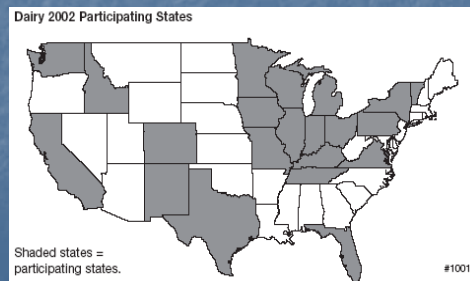 Dairy 2002 Participating States
Shaded states =
participating states.
#1001